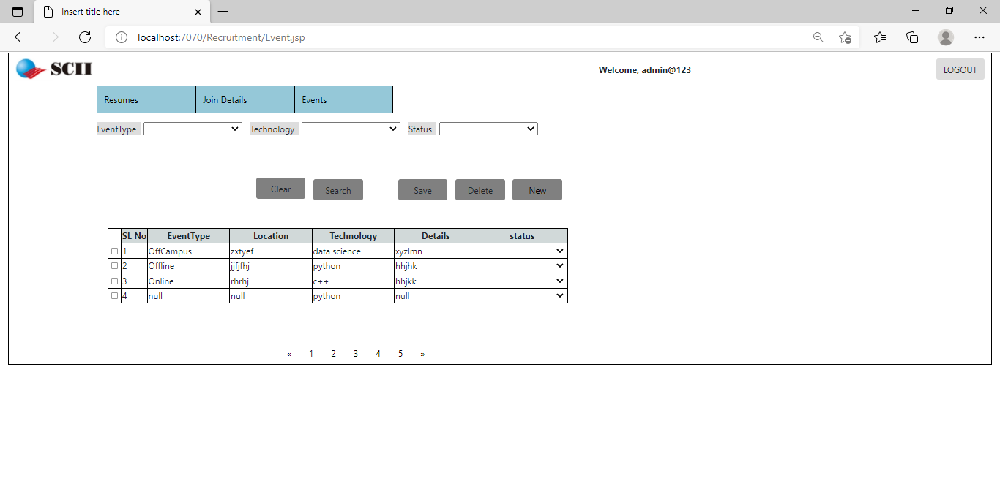 Insert title here
localhost:7070/Recruitment/Event.jsp
SCII
Welcome, admin@123
LOGOUT
Resumes Join Details Events
EventType Technology Status
Clear Search Save Delete New
SL No EventType Location Technology Details status
1 OffCampus zxtyef data science xyzlmn
2 Offline jjfjfhj python hhjhk
3 Online rhrhj c++ hhjkk
4 null null python null
« 1 2 3 4 5 »